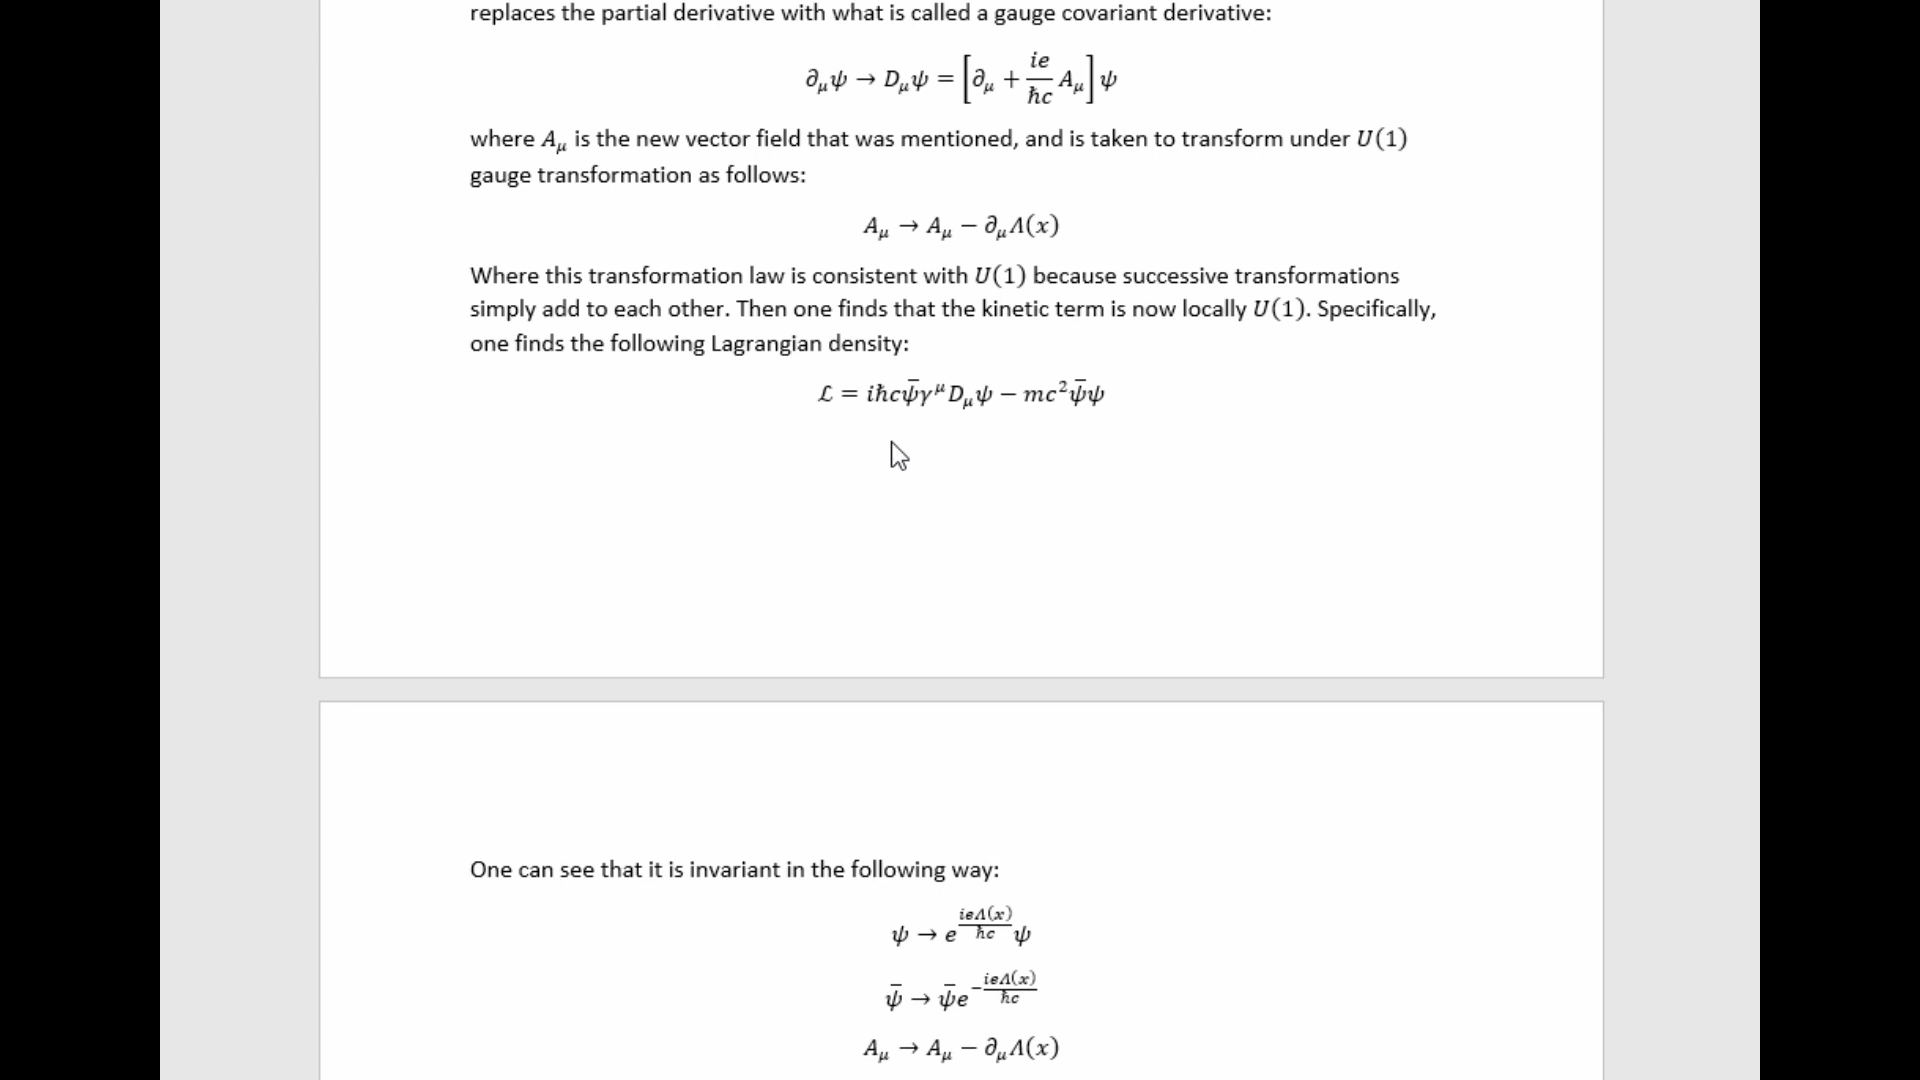 replaces the partial derivative with what is called a gauge covariant derivative:
∂_μψ → D_μψ = [∂_μ + \frac{ie}{ℏc} A_μ] ψ
where A_μ is the new vector field that was mentioned, and is taken to transform under U(1)
gauge transformation as follows:
A_μ → A_μ − ∂_μΛ(x)
Where this transformation law is consistent with U(1) because successive transformations
simply add to each other. Then one finds that the kinetic term is now locally U(1). Specifically,
one finds the following Lagrangian density:
ℒ = iℏcψ̄γ^μD_μψ − mc²ψ̄ψ
One can see that it is invariant in the following way:
ψ → e^{\frac{ieΛ(x)}{ℏc}} ψ
ψ̄ → ψ̄e^{−\frac{ieΛ(x)}{ℏc}}
A_μ → A_μ − ∂_μΛ(x)